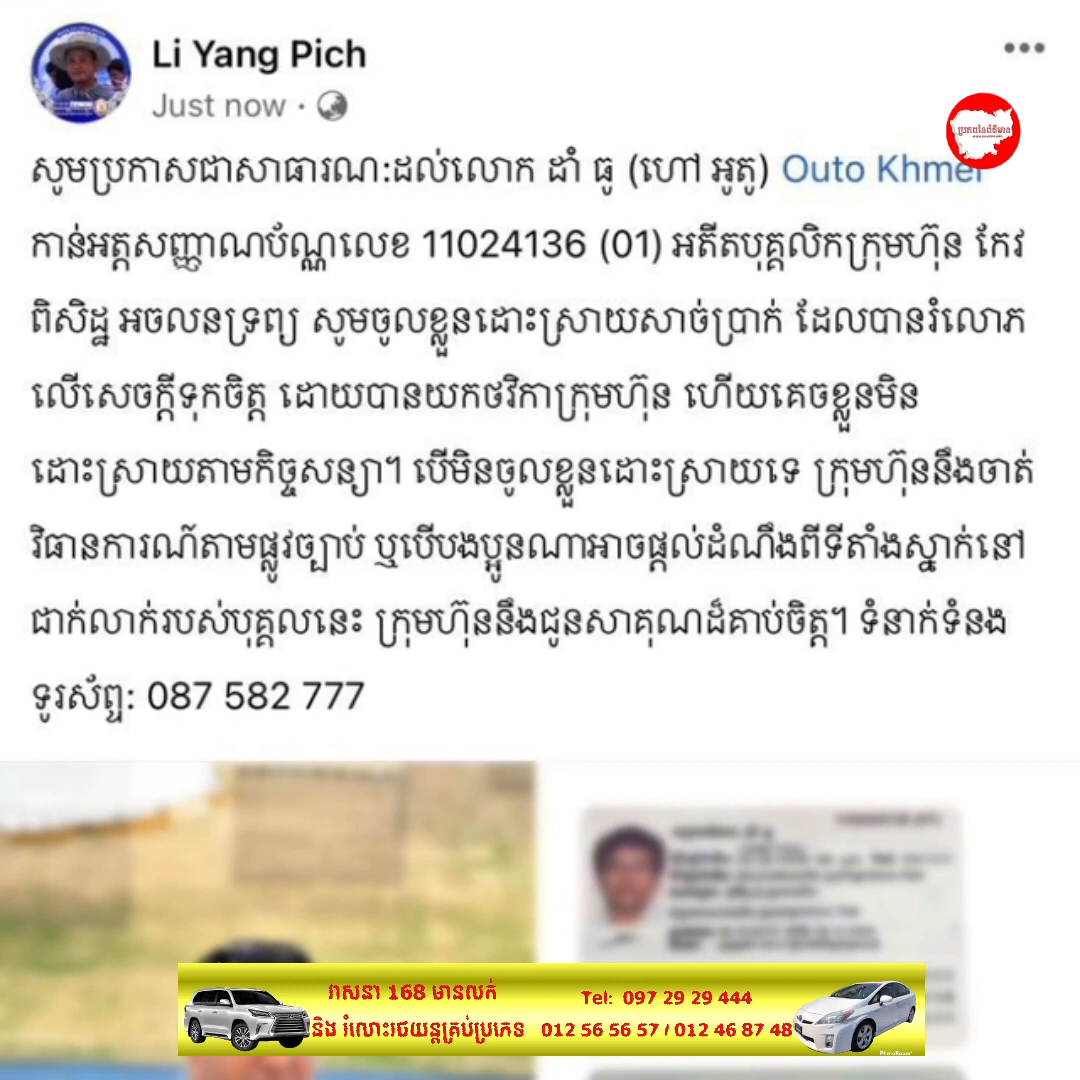 Li Yang Pich
Just now ·
ប្រភពនៃព័ត៌មាន
សូមប្រកាសជាសាធារណ:ដល់លោក ដាំ ធូ (ហៅ អូតូ) Outo Khmer
កាន់អត្តសញ្ញាណប័ណ្ណលេខ 11024136 (01) អតីតបុគ្គលិកក្រុមហ៊ុន កែវ
ពិសិដ្ឋ អចលនទ្រព្យ សូមចូលខ្លួនដោះស្រាយសាច់ប្រាក់ ដែលបានរំលោភ
លើសេចក្តីទុកចិត្ត ដោយបានយកថវិកាក្រុមហ៊ុន ហើយគេចខ្លួនមិន
ដោះស្រាយតាមកិច្ចសន្យា។ បើមិនចូលខ្លួនដោះស្រាយទេ ក្រុមហ៊ុននឹងចាត់
វិធានការណ៍តាមផ្លូវច្បាប់ ឬបើបងប្អូនណាអាចផ្តល់ដំណឹងពីទីតាំងស្នាក់នៅ
ជាក់លាក់របស់បុគ្គលនេះ ក្រុមហ៊ុននឹងជូនសាគុណដ៏គាប់ចិត្ត។ ទំនាក់ទំនង
ទូរស័ព្ទ: 087 582 777
វាសនា 168 មានលក់
និង រំលោះរថយន្តគ្រប់ប្រភេទ
Tel: 097 29 29 444
012 56 56 57 / 012 46 87 48
PhotoRoom